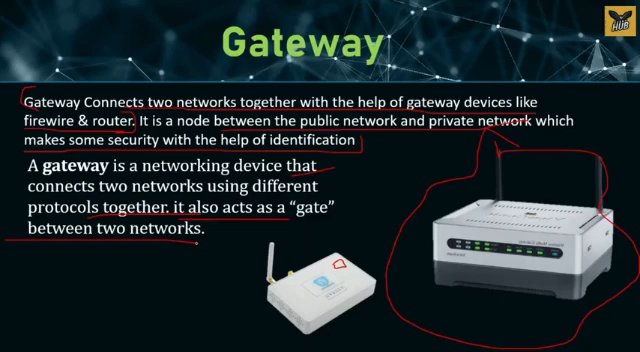 HUB
Gateway
Gateway Connects two networks together with the help of gateway devices like
firewire & router. It is a node between the public network and private network which
makes some security with the help of identification
A gateway is a networking device that
connects two networks using different
protocols together. it also acts as a “gate”
between two networks.